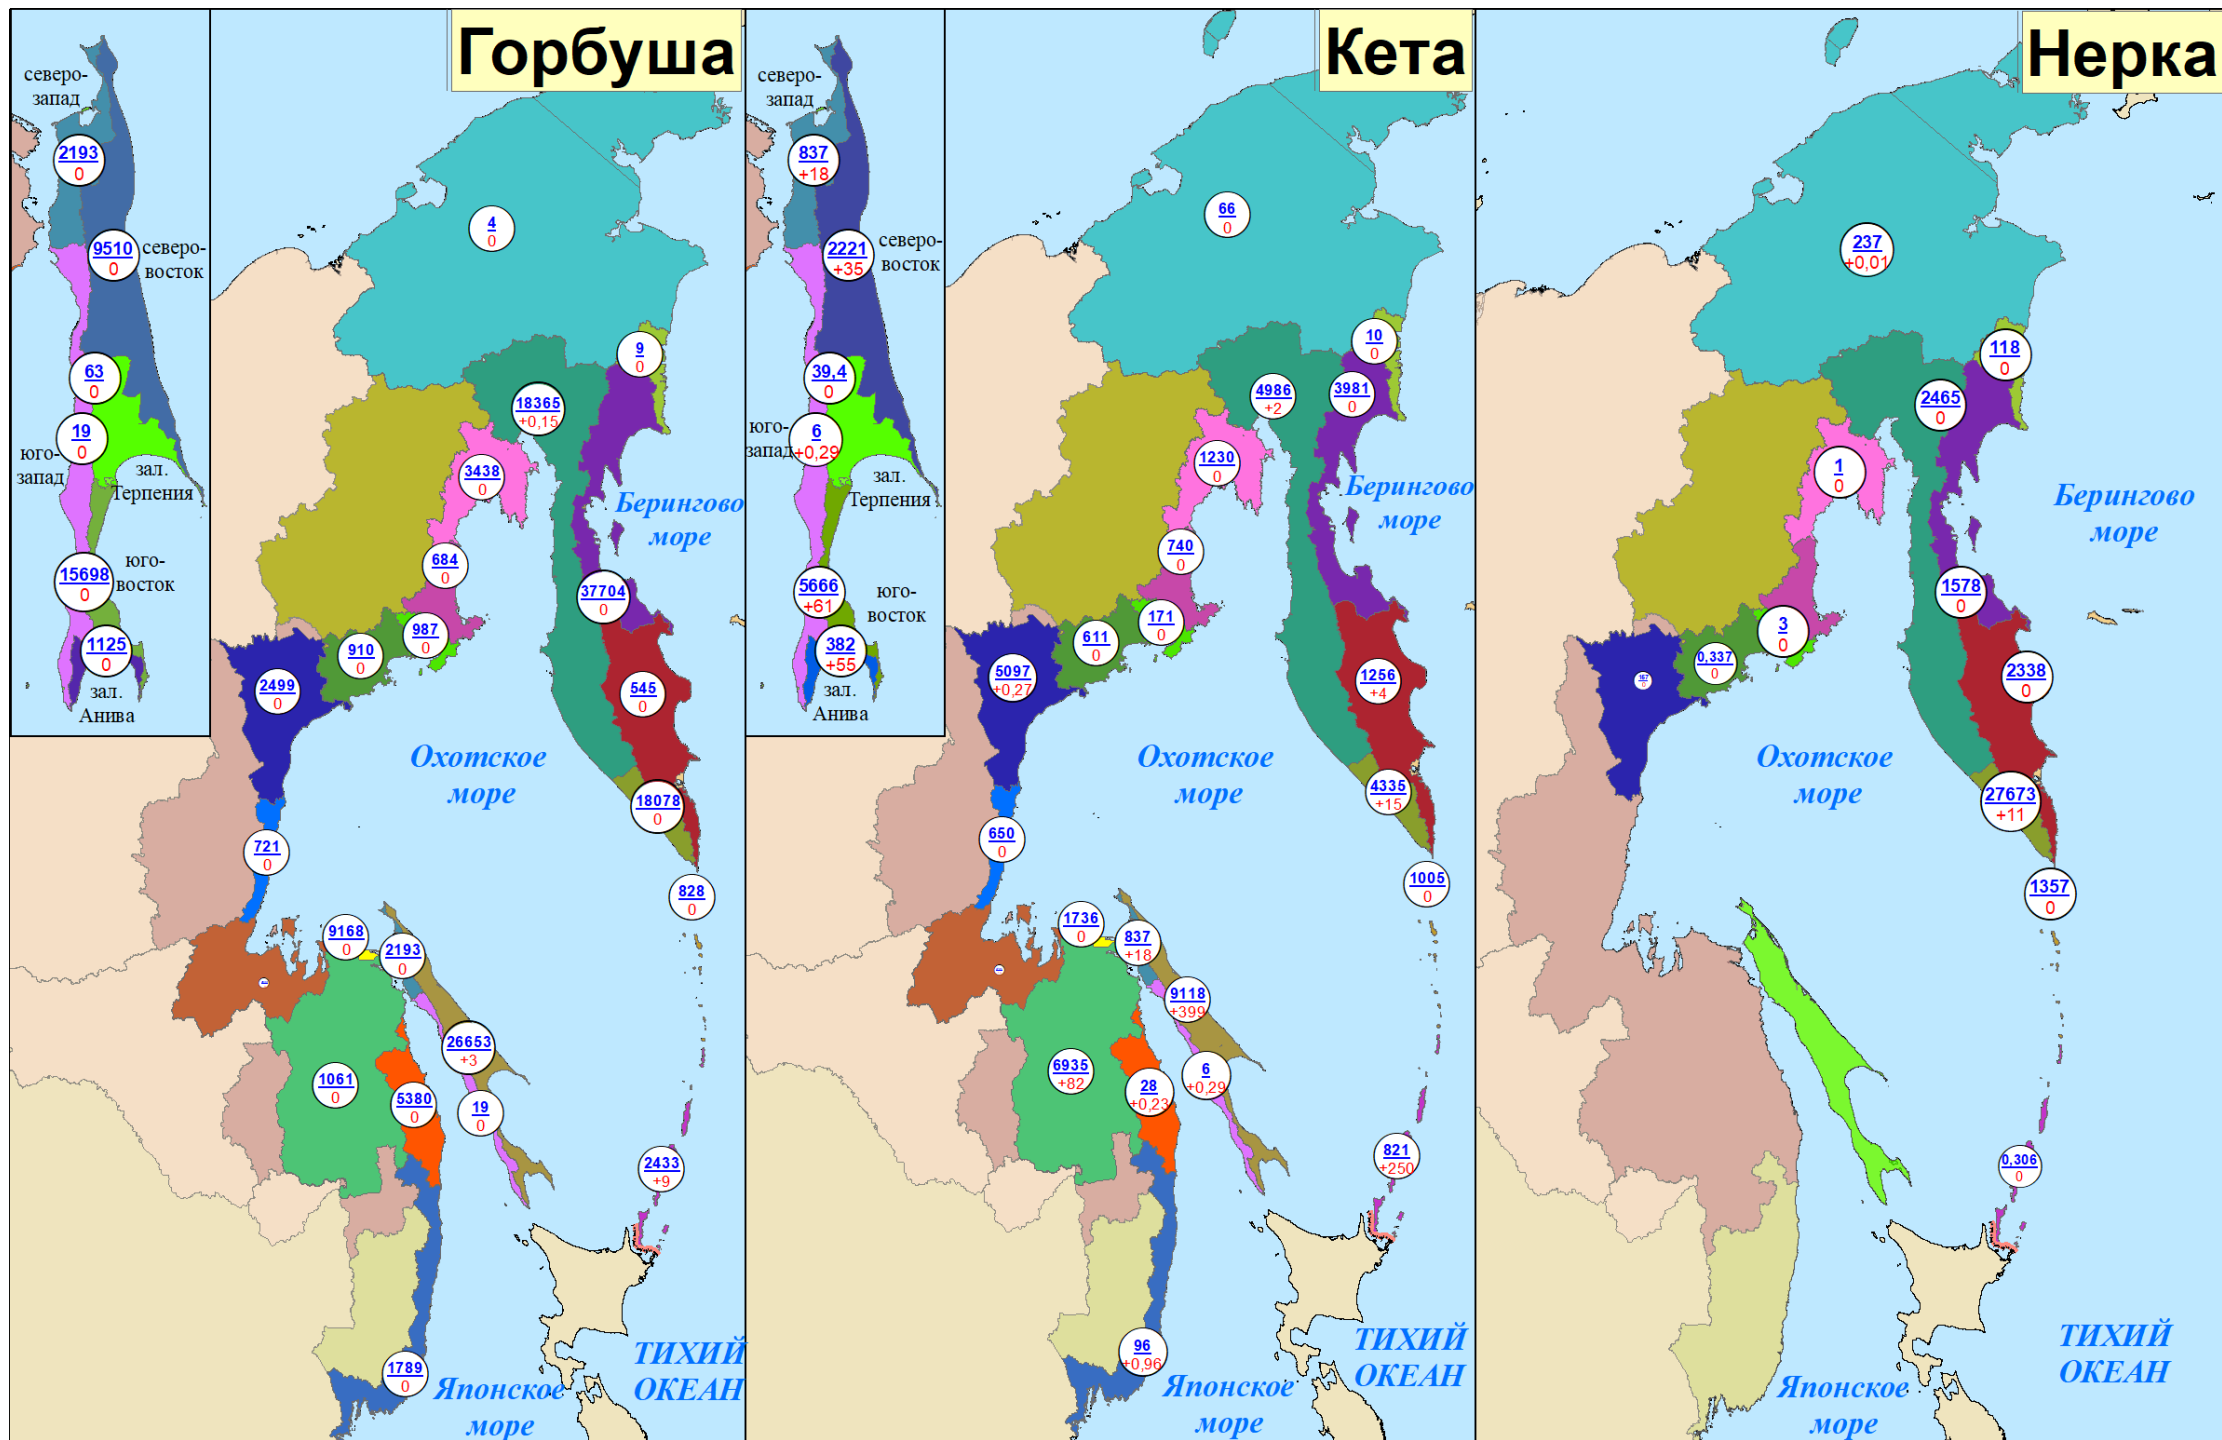 Горбуша
северо-
запад
2193
0
9510
0
северо-
восток
63
0
19
0
юго-
запад
зал.
Терпения
15698
0
юго-
восток
1125
0
зал.
Анива
4
0
9
0
18365
+0,15
3438
0
Берингово
море
684
0
37704
0
987
0
910
0
2499
0
545
0
Охотское
море
18078
0
721
0
828
0
9168
0
2193
0
26653
+3
1061
0
5380
0
19
0
2433
+9
1789
0
ТИХИЙ
ОКЕАН
Японское
море
Кета
северо-
запад
837
+18
2221
+35
северо-
восток
39,4
0
6
+0,29
юго-
запад
зал.
Терпения
5666
+61
юго-
восток
382
+55
зал.
Анива
66
0
10
0
4986
+2
3981
0
1230
0
Берингово
море
740
0
171
0
611
0
5097
+0,27
1256
+4
Охотское
море
4335
+15
650
0
1005
0
1736
0
837
+18
9118
+399
6935
+82
28
+0,23
6
+0,29
821
+250
96
+0,96
ТИХИЙ
ОКЕАН
Японское
море
Нерка
237
+0,01
118
0
2465
0
1
0
Берингово
море
1578
0
3
0
0,337
0
167
0
2338
0
Охотское
море
27673
+11
1357
0
0,306
0
ТИХИЙ
ОКЕАН
Японское
море